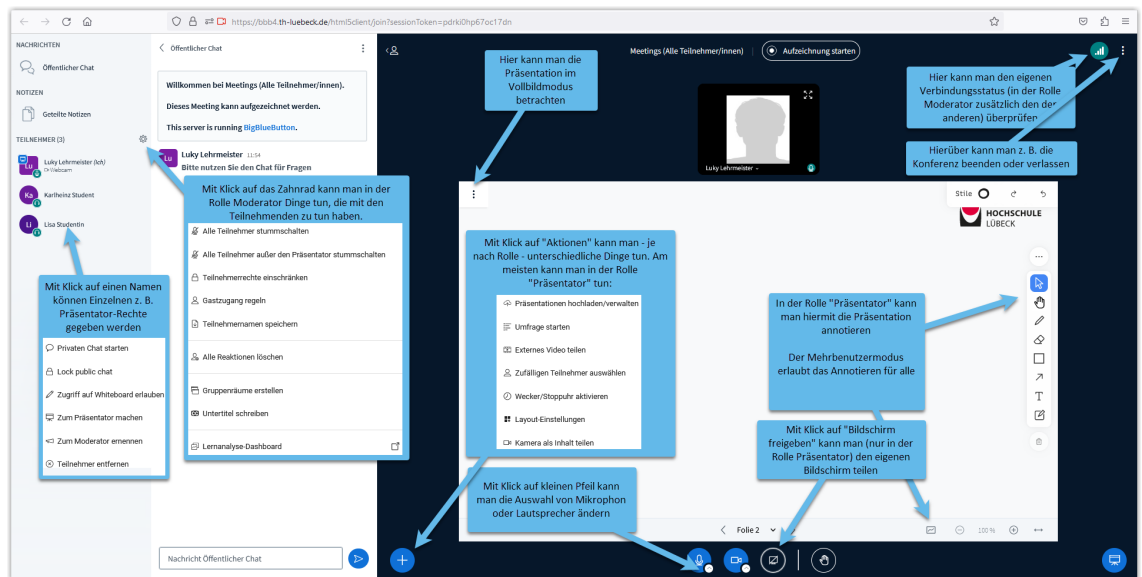 https://bbb4.th-luebeck.de/html5client/join?sessionToken=pdrki0hp67oc17dn
NACHRICHTEN
Öffentlicher Chat
NOTIZEN
Geteilte Notizen
TEILNEHMER (3)
Lu
Luky Lehrmeister (Ich)
Webcam
Ka
Karlheinz Student
Li
Lisa Studentin
Mit Klick auf einen Namen
können Einzelnen z. B.
Präsentator-Rechte
gegeben werden
Privaten Chat starten
Lock public chat
Zugriff auf Whiteboard erlauben
Zum Präsentator machen
Zum Moderator ernennen
Teilnehmer entfernen
Öffentlicher Chat
Willkommen bei Meetings (Alle Teilnehmer/innen).
Dieses Meeting kann aufgezeichnet werden.
This server is running BigBlueButton.
Lu
Luky Lehrmeister 11:54
Bitte nutzen Sie den Chat für Fragen
Mit Klick auf das Zahnrad kann man in der
Rolle Moderator Dinge tun, die mit den
Teilnehmenden zu tun haben.
Alle Teilnehmer stummschalten
Alle Teilnehmer außer den Präsentator stummschalten
Teilnehmerrechte einschränken
Gastzugang regeln
Teilnehmernamen speichern
Alle Reaktionen löschen
Gruppenräume erstellen
Untertitel schreiben
Lernanalyse-Dashboard
Nachricht Öffentlicher Chat
Meetings (Alle Teilnehmer/innen)
Aufzeichnung starten
Hier kann man die
Präsentation im
Vollbildmodus
betrachten
Luky Lehrmeister
Hier kann man den eigenen
Verbindungsstatus (in der Rolle
Moderator zusätzlich den der
anderen) überprüfen
Hierüber kann man z. B. die
Konferenz beenden oder verlassen
Stile
HOCHSCHULE
LÜBECK
Mit Klick auf "Aktionen" kann man - je
nach Rolle - unterschiedliche Dinge tun. Am
meisten kann man in der Rolle
"Präsentator" tun:
Präsentationen hochladen/verwalten
Umfrage starten
Externes Video teilen
Zufälligen Teilnehmer auswählen
Wecker/Stoppuhr aktivieren
Layout-Einstellungen
Kamera als Inhalt teilen
In der Rolle "Präsentator" kann
man hiermit die Präsentation
annotieren
Der Mehrbenutzermodus
erlaubt das Annotieren für alle
T
Mit Klick auf "Bildschirm
freigeben" kann man (nur in der
Rolle Präsentator) den eigenen
Bildschirm teilen
Mit Klick auf kleinen Pfeil kann
man die Auswahl von Mikrophon
oder Lautsprecher ändern
Folie 2
100 %